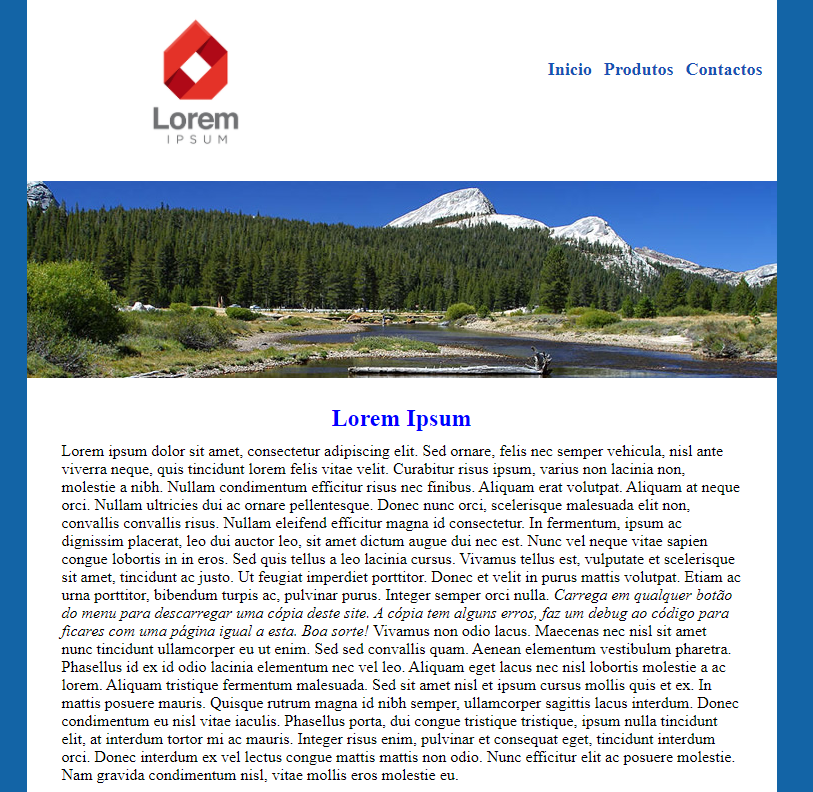 Lorem
IPSUM
Inicio Produtos Contactos
Lorem Ipsum
Lorem ipsum dolor sit amet, consectetur adipiscing elit. Sed ornare, felis nec semper vehicula, nisl ante
viverra neque, quis tincidunt lorem felis vitae velit. Curabitur risus ipsum, varius non lacinia non,
molestie a nibh. Nullam condimentum efficitur risus nec finibus. Aliquam erat volutpat. Aliquam at neque
orci. Nullam ultricies dui ac ornare pellentesque. Donec nunc orci, scelerisque malesuada elit non,
convallis convallis risus. Nullam eleifend efficitur magna id consectetur. In fermentum, ipsum ac
dignissim placerat, leo dui auctor leo, sit amet dictum augue dui nec est. Nunc vel neque vitae sapien
congue lobortis in in eros. Sed quis tellus a leo lacinia cursus. Vivamus tellus est, vulputate et scelerisque
sit amet, tincidunt ac justo. Ut feugiat imperdiet porttitor. Donec et velit in purus mattis volutpat. Etiam ac
urna porttitor, bibendum turpis ac, pulvinar purus. Integer semper orci nulla. Carrega em qualquer botão
do menu para descarregar uma cópia deste site. A cópia tem alguns erros, faz um debug ao código para
ficares com uma página igual a esta. Boa sorte! Vivamus non odio lacus. Maecenas nec nisl sit amet
nunc tincidunt ullamcorper eu ut enim. Sed sed convallis quam. Aenean elementum vestibulum pharetra.
Phasellus id ex id odio lacinia elementum nec vel leo. Aliquam eget lacus nec nisl lobortis molestie a ac
lorem. Aliquam tristique fermentum malesuada. Sed sit amet nisl et ipsum cursus mollis quis et ex. In
mattis posuere mauris. Quisque rutrum magna id nibh semper, ullamcorper sagittis lacus interdum. Donec
condimentum eu nisl vitae iaculis. Phasellus porta, dui congue tristique tristique, ipsum nulla tincidunt
elit, at interdum tortor mi ac mauris. Integer risus enim, pulvinar et consequat eget, tincidunt interdum
orci. Donec interdum ex vel lectus congue mattis mattis non odio. Nunc efficitur elit ac posuere molestie.
Nam gravida condimentum nisl, vitae mollis eros molestie eu.